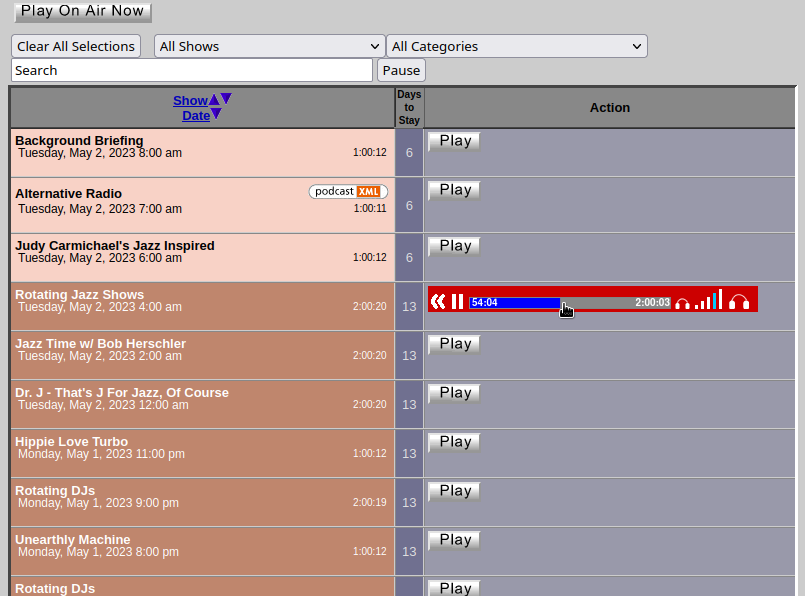 Play On Air Now
Clear All Selections All Shows All Categories
Search Pause
Show
Date
Days to Stay
Action
Background Briefing
Tuesday, May 2, 2023 8:00 am 1:00:12 6 Play
Alternative Radio podcast XML
Tuesday, May 2, 2023 7:00 am 1:00:11 6 Play
Judy Carmichael's Jazz Inspired
Tuesday, May 2, 2023 6:00 am 1:00:12 6 Play
Rotating Jazz Shows
Tuesday, May 2, 2023 4:00 am 2:00:20 13 54:04 2:00:03
Jazz Time w/ Bob Herschler
Tuesday, May 2, 2023 2:00 am 2:00:20 13 Play
Dr. J - That's J For Jazz, Of Course
Tuesday, May 2, 2023 12:00 am 2:00:20 13 Play
Hippie Love Turbo
Monday, May 1, 2023 11:00 pm 1:00:12 13 Play
Rotating DJs
Monday, May 1, 2023 9:00 pm 2:00:19 13 Play
Unearthly Machine
Monday, May 1, 2023 8:00 pm 1:00:12 13 Play
Rotating DJs Play